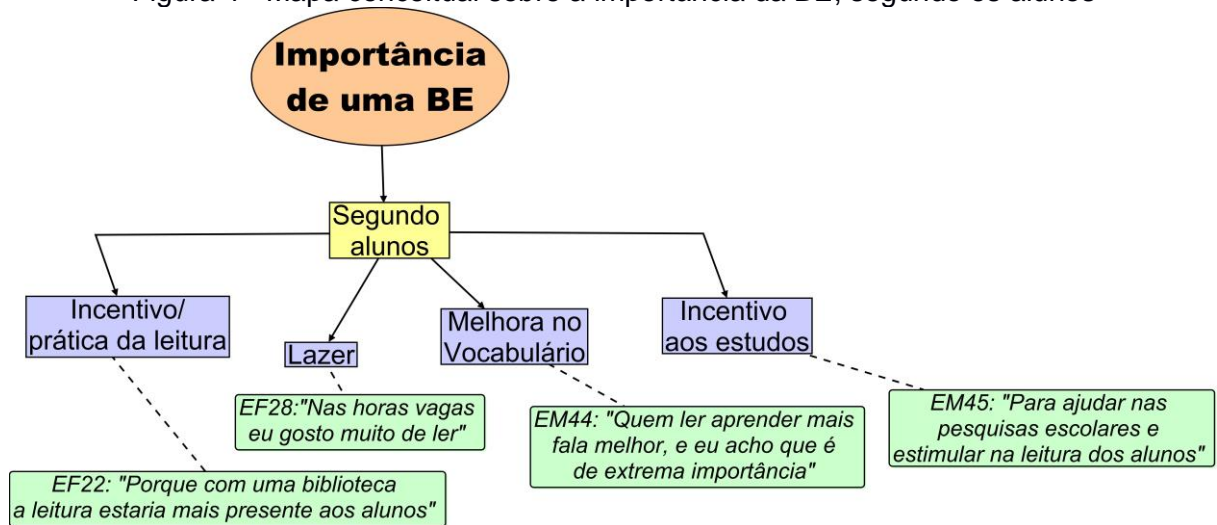 Figura - Mapa conceitual sobre a importância da BE, segundo os alunos
Importância
de uma BE
Segundo
alunos
Incentivo/
prática da leitura
Lazer
Melhora no
Vocabulário
Incentivo
aos estudos
EF28:"Nas horas vagas
eu gosto muito de ler"
EM44: "Quem ler aprender mais
fala melhor, e eu acho que é
de extrema importância"
EM45: "Para ajudar nas
pesquisas escolares e
estimular na leitura dos alunos"
EF22: "Porque com uma biblioteca
a leitura estaria mais presente aos alunos"